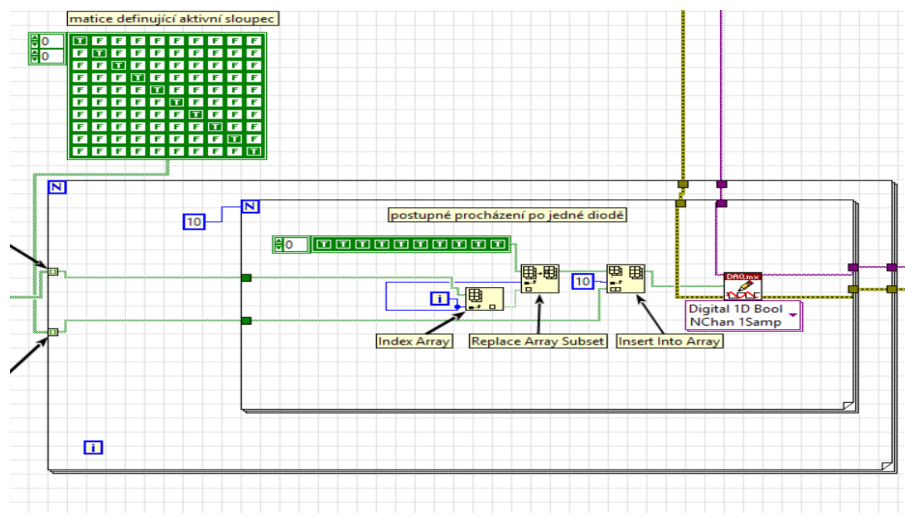 matice definující aktivní sloupec
0
0
T F F F F F F F F F
F T F F F F F F F F
F F T F F F F F F F
F F F T F F F F F F
F F F F T F F F F F
F F F F F T F F F F
F F F F F F T F F F
F F F F F F F T F F
F F F F F F F F T F
F F F F F F F F F T
N
N
10
postupné procházení po jedné diodě
0
T T T T T T T T T T
10
i
DAQmx
Digital 1D Bool
NChan 1Samp
Index Array
Replace Array Subset
Insert Into Array
i